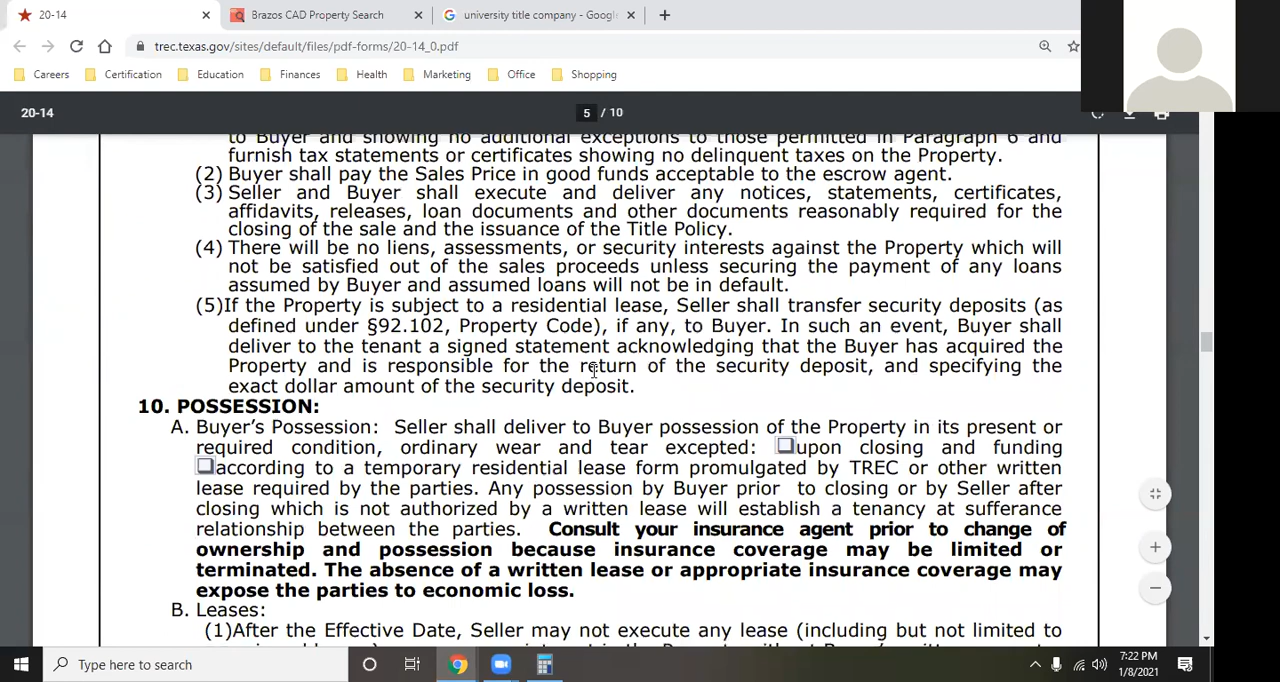 20-14
Brazos CAD Property Search
university title company - Goog
trec.texas.gov/sites/default/files/pdf-forms/20-14_0.pdf
Careers Certification Education Finances Health Marketing Office Shopping
20-14 5 / 10
to Buyer and showing no additional exceptions to those permitted in Paragraph 6 and
furnish tax statements or certificates showing no delinquent taxes on the Property.
(2) Buyer shall pay the Sales Price in good funds acceptable to the escrow agent.
(3) Seller and Buyer shall execute and deliver any notices, statements, certificates,
affidavits, releases, loan documents and other documents reasonably required for the
closing of the sale and the issuance of the Title Policy.
(4) There will be no liens, assessments, or security interests against the Property which will
not be satisfied out of the sales proceeds unless securing the payment of any loans
assumed by Buyer and assumed loans will not be in default.
(5)If the Property is subject to a residential lease, Seller shall transfer security deposits (as
defined under §92.102, Property Code), if any, to Buyer. In such an event, Buyer shall
deliver to the tenant a signed statement acknowledging that the Buyer has acquired the
Property and is responsible for the return of the security deposit, and specifying the
exact dollar amount of the security deposit.
10. POSSESSION:
A. Buyer's Possession: Seller shall deliver to Buyer possession of the Property in its present or
required condition, ordinary wear and tear excepted: upon closing and funding
according to a temporary residential lease form promulgated by TREC or other written
lease required by the parties. Any possession by Buyer prior to closing or by Seller after
closing which is not authorized by a written lease will establish a tenancy at sufferance
relationship between the parties. Consult your insurance agent prior to change of
ownership and possession because insurance coverage may be limited or
terminated. The absence of a written lease or appropriate insurance coverage may
expose the parties to economic loss.
B. Leases:
(1)After the Effective Date, Seller may not execute any lease (including but not limited to
Type here to search
7:22 PM
1/8/2021